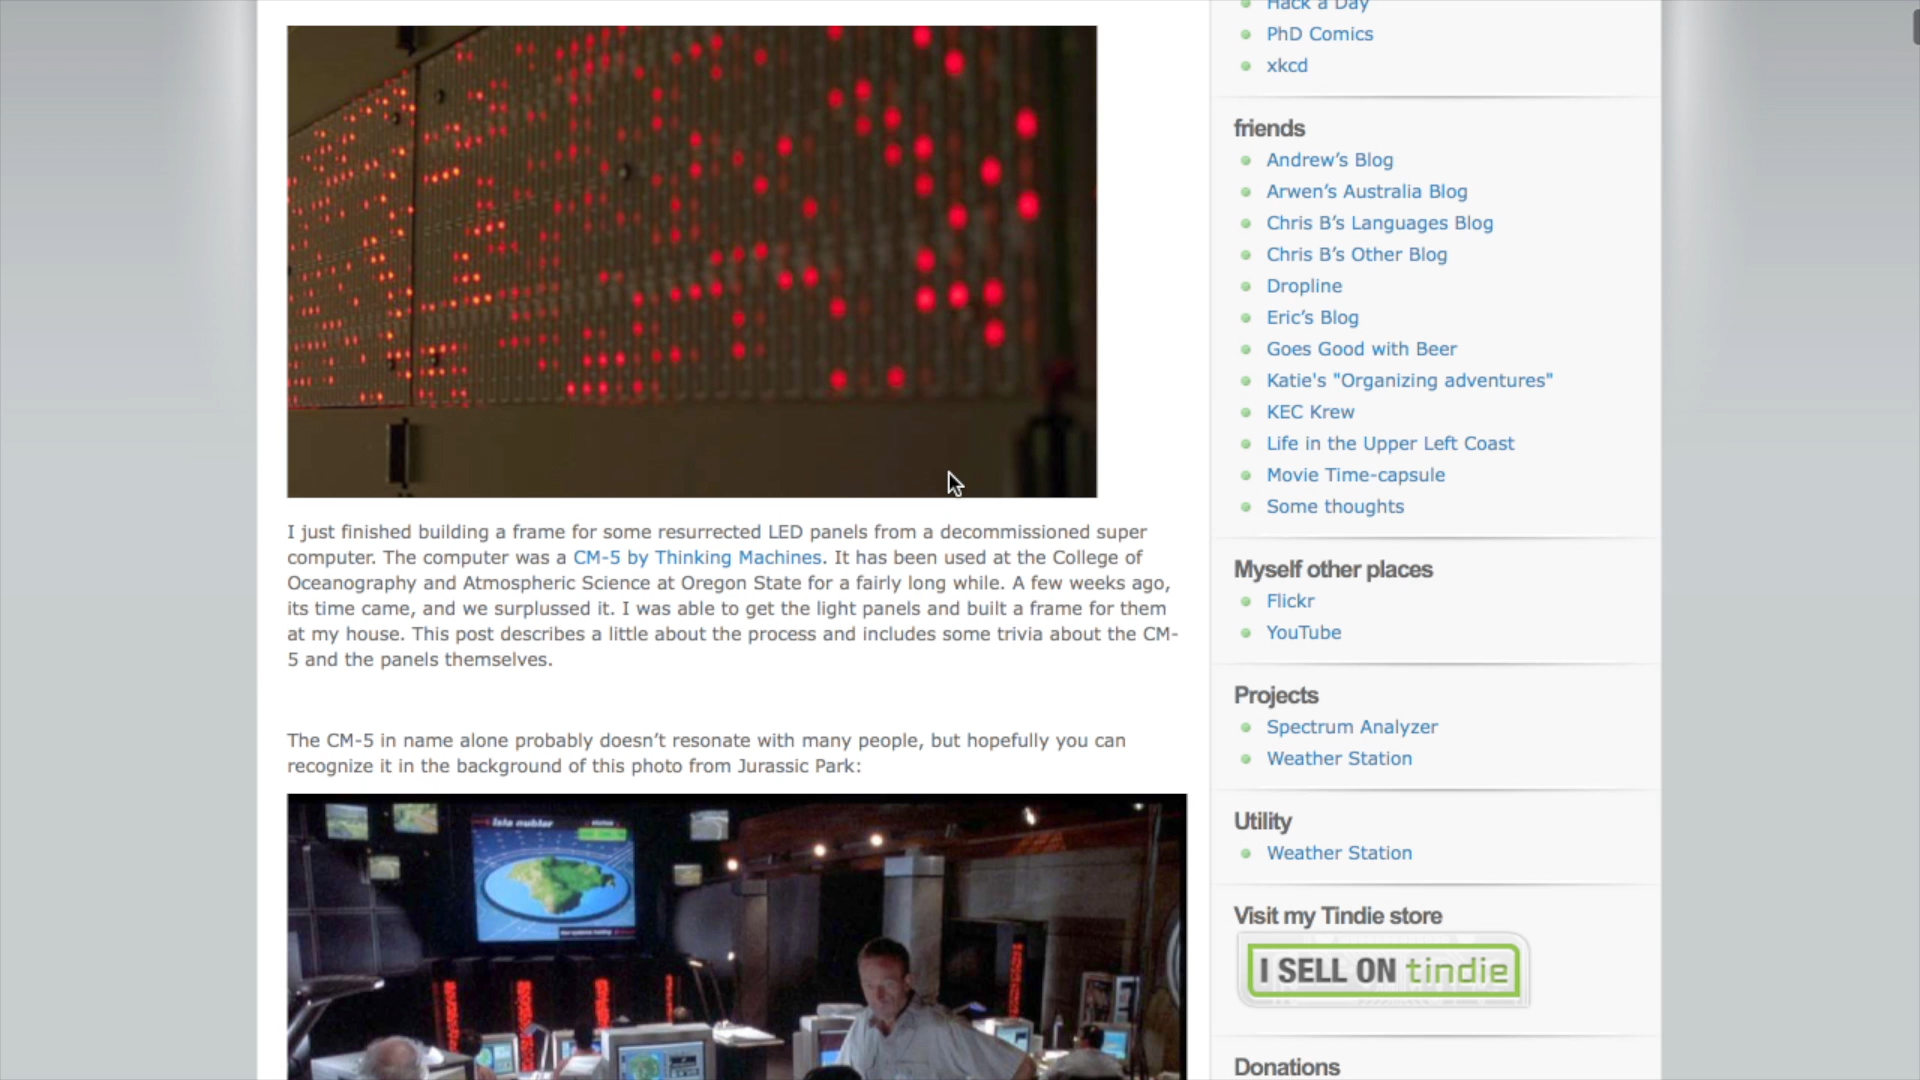 I just finished building a frame for some resurrected LED panels from a decommissioned super
computer. The computer was a CM-5 by Thinking Machines. It has been used at the College of
Oceanography and Atmospheric Science at Oregon State for a fairly long while. A few weeks ago,
its time came, and we surplussed it. I was able to get the light panels and built a frame for them
at my house. This post describes a little about the process and includes some trivia about the CM-
5 and the panels themselves.
The CM-5 in name alone probably doesn’t resonate with many people, but hopefully you can
recognize it in the background of this photo from Jurassic Park:
isla nublar
Hack a Day
PhD Comics
xkcd
friends
Andrew’s Blog
Arwen’s Australia Blog
Chris B’s Languages Blog
Chris B’s Other Blog
Dropline
Eric’s Blog
Goes Good with Beer
Katie's "Organizing adventures"
KEC Krew
Life in the Upper Left Coast
Movie Time-capsule
Some thoughts
Myself other places
Flickr
YouTube
Projects
Spectrum Analyzer
Weather Station
Utility
Weather Station
Visit my Tindie store
I SELL ON tindie
Donations